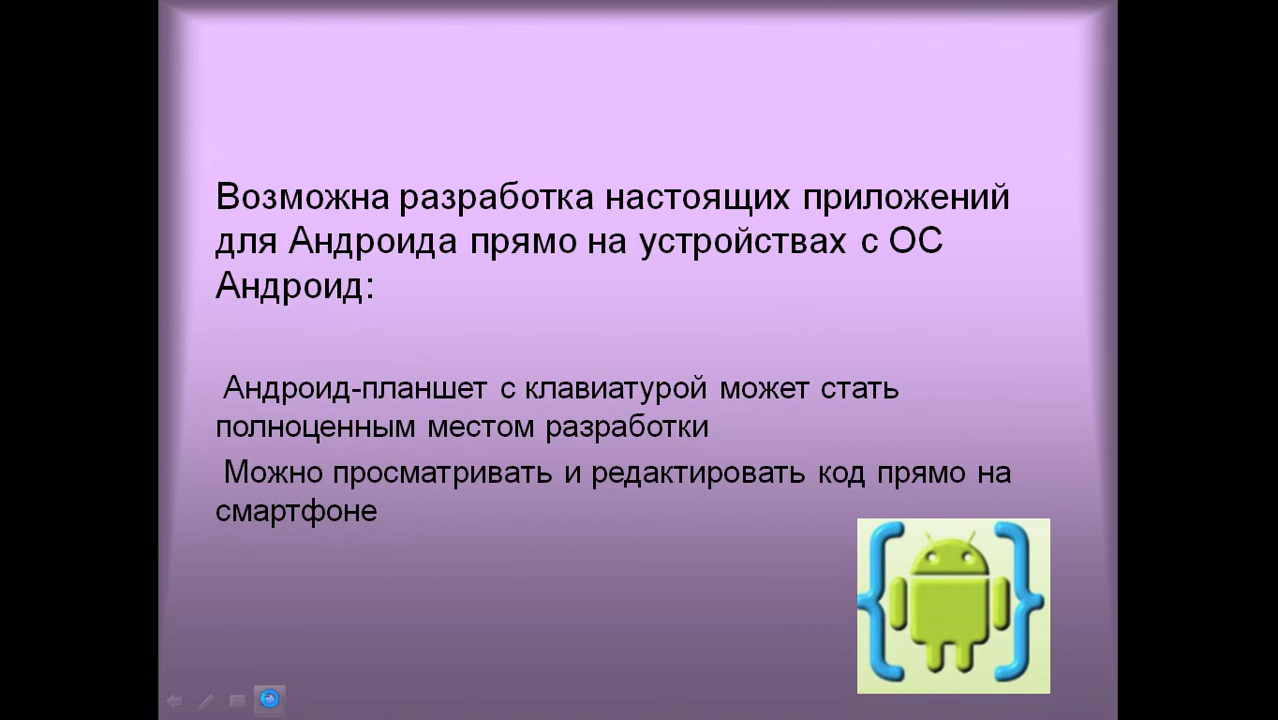 Возможна разработка настоящих приложений
для Андроида прямо на устройствах с ОС
Андроид:
Андроид-планшет с клавиатурой может стать
полноценным местом разработки
Можно просматривать и редактировать код прямо на
смартфоне